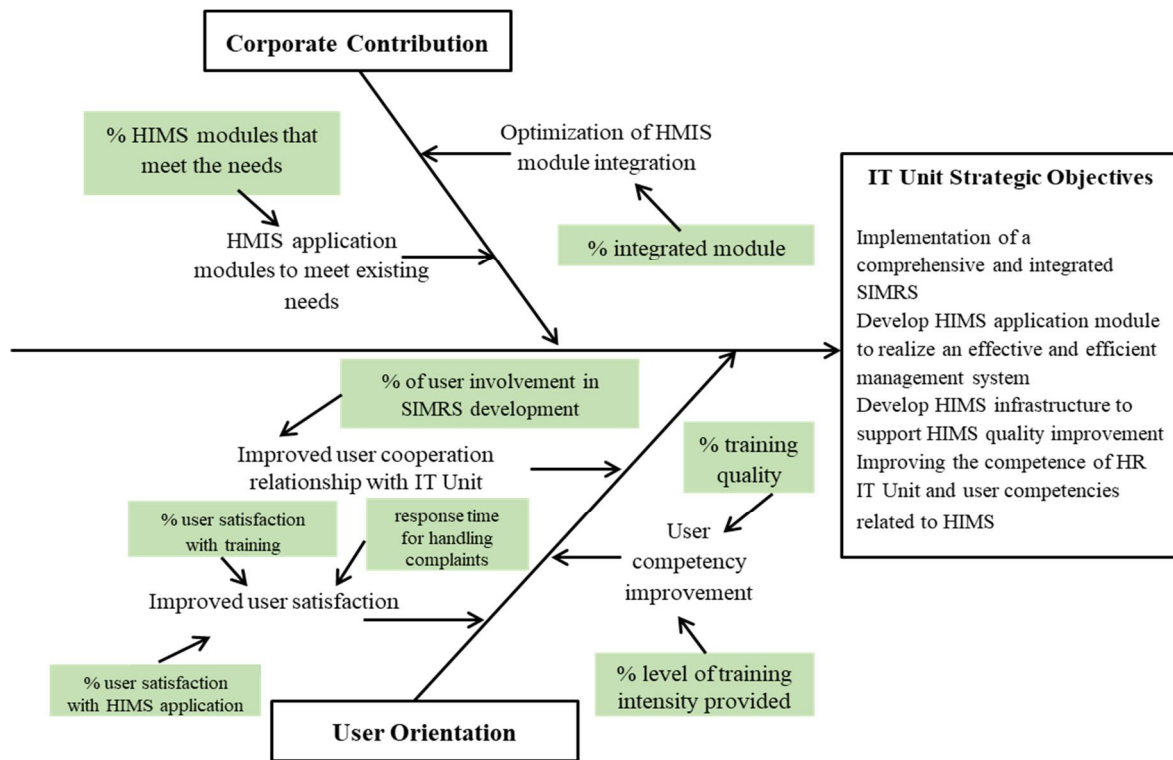 Corporate Contribution
% HIMS modules that
meet the needs
Optimization of HMIS
module integration
HMIS application
modules to meet existing
needs
% integrated module
IT Unit Strategic Objectives
Implementation of a
comprehensive and integrated
SIMRS
Develop HIMS application module
to realize an effective and efficient
management system
Develop HIMS infrastructure to
support HIMS quality improvement
Improving the competence of HR
IT Unit and user competencies
related to HIMS
% of user involvement in
SIMRS development
Improved user cooperation
relationship with IT Unit
% training
quality
% user satisfaction
with training
response time
for handling
complaints
User
competency
improvement
Improved user satisfaction
% user satisfaction
with HIMS application
% level of training
intensity provided
User Orientation